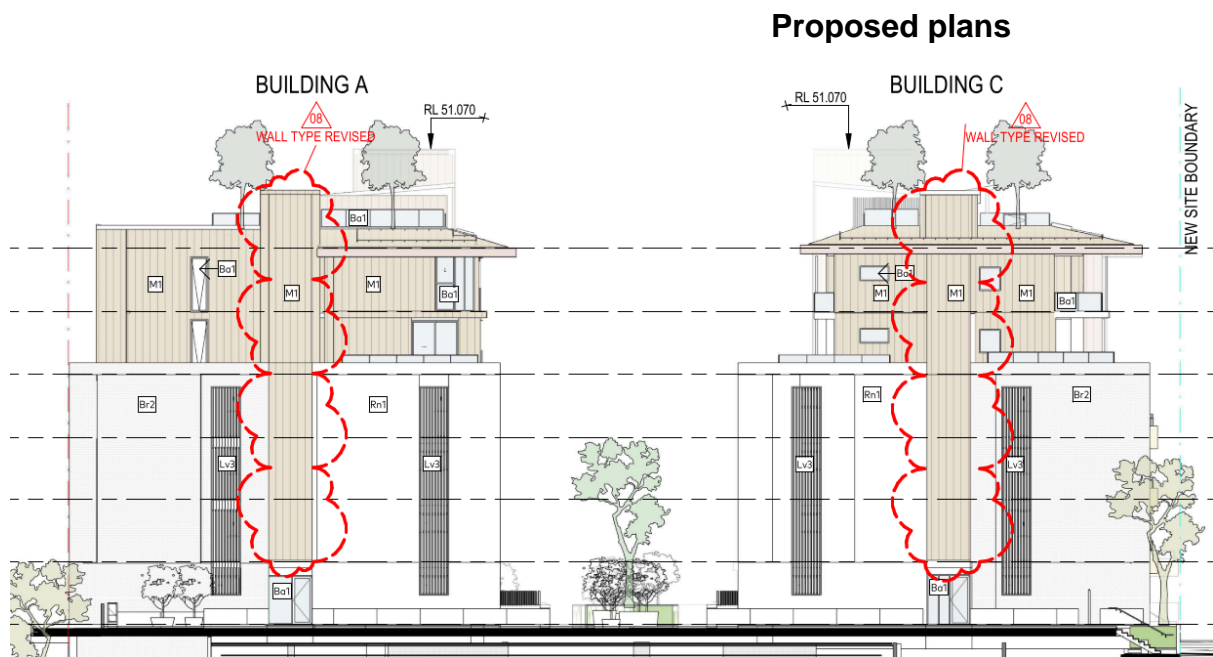 Proposed plans
BUILDING A
BUILDING C
08
WALL TYPE REVISED
RL 51.070
RL 51.070
08
WALL TYPE REVISED
NEW SITE BOUNDARY
Ba1
M1
Ba1
M1
M1
Ba1
Ba1
M1
M1
M1
Ba1
Br2
Rn1
Rn1
Br2
Lv3
Lv3
Lv3
Lv3
Ba1
Ba1